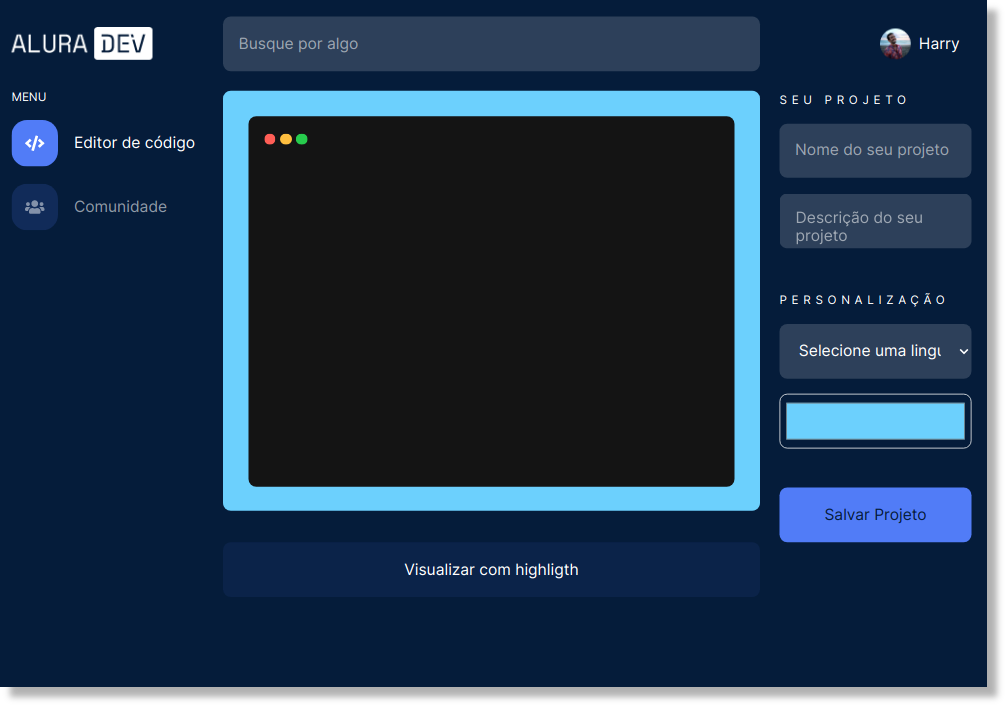 ALURA DEV
Busque por algo
Harry
MENU
Editor de código
Comunidade
SEU PROJETO
Nome do seu projeto
Descrição do seu
projeto
PERSONALIZAÇÃO
Selecione uma lingu
Salvar Projeto
Visualizar com highligth